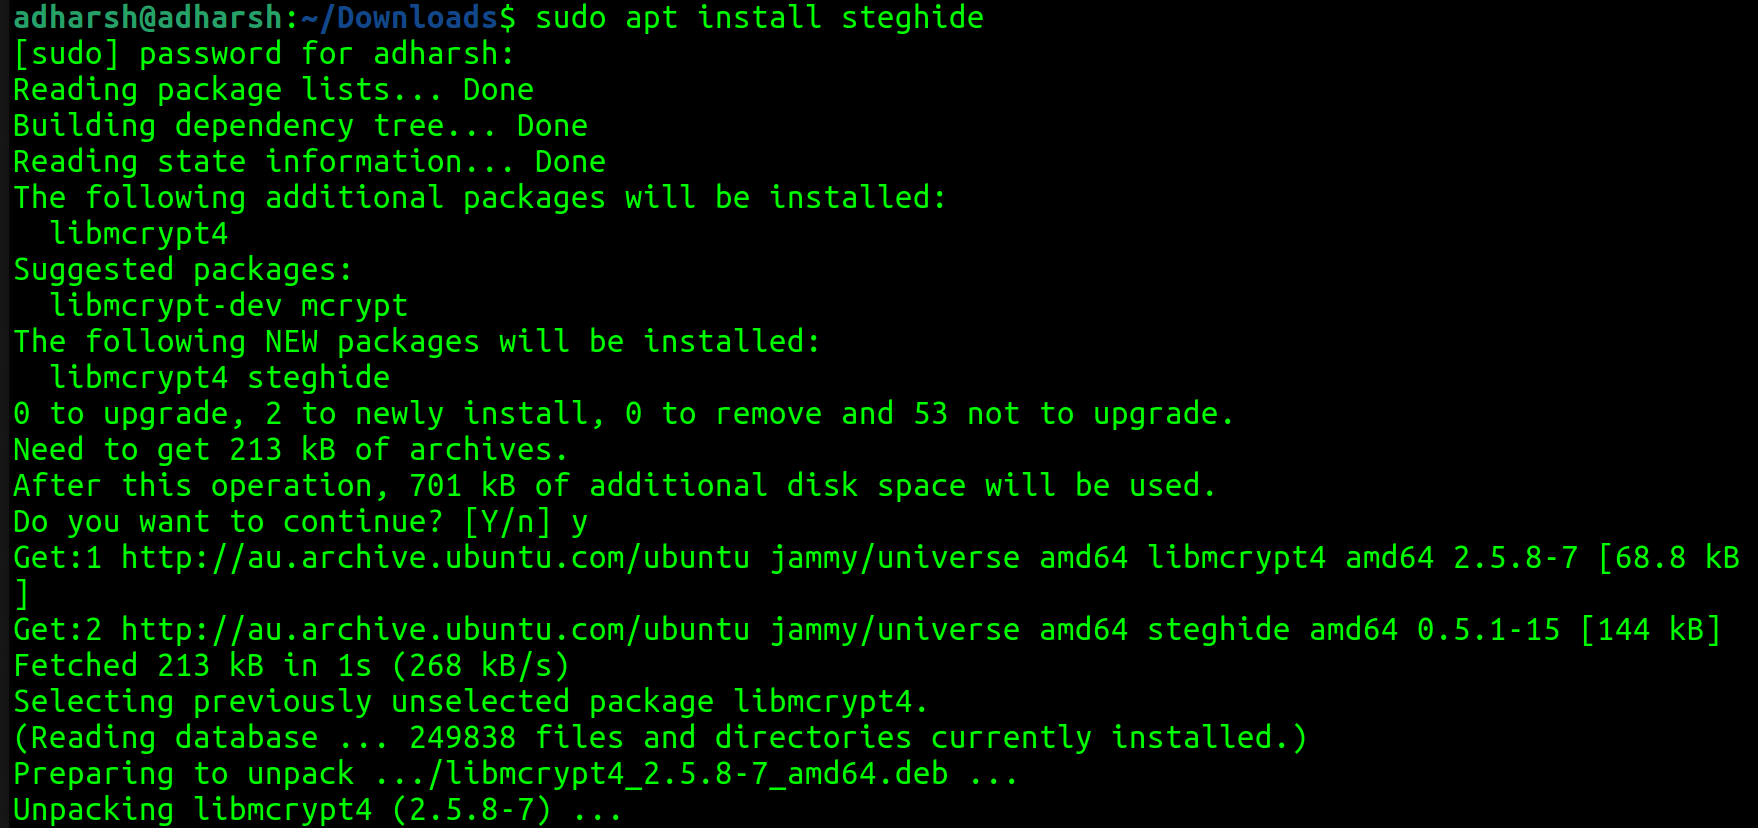 adharsh@adharsh:~/Downloads$ sudo apt install steghide
[sudo] password for adharsh:
Reading package lists... Done
Building dependency tree... Done
Reading state information... Done
The following additional packages will be installed:
  libmcrypt4
Suggested packages:
  libmcrypt-dev mcrypt
The following NEW packages will be installed:
  libmcrypt4 steghide
0 to upgrade, 2 to newly install, 0 to remove and 53 not to upgrade.
Need to get 213 kB of archives.
After this operation, 701 kB of additional disk space will be used.
Do you want to continue? [Y/n] y
Get:1 http://au.archive.ubuntu.com/ubuntu jammy/universe amd64 libmcrypt4 amd64 2.5.8-7 [68.8 kB
]
Get:2 http://au.archive.ubuntu.com/ubuntu jammy/universe amd64 steghide amd64 0.5.1-15 [144 kB]
Fetched 213 kB in 1s (268 kB/s)
Selecting previously unselected package libmcrypt4.
(Reading database ... 249838 files and directories currently installed.)
Preparing to unpack .../libmcrypt4_2.5.8-7_amd64.deb ...
Unpacking libmcrypt4 (2.5.8-7) ...